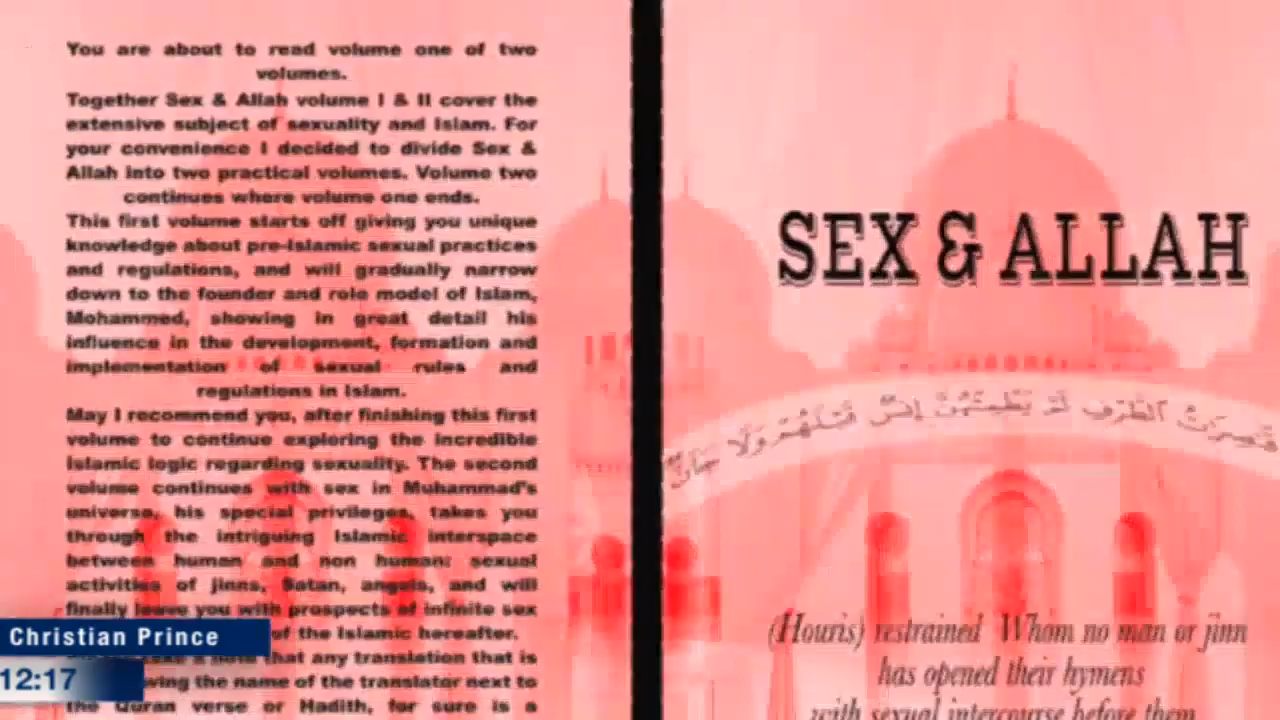 You are about to read volume one of two
volumes.
Together Sex & Allah volume I & II cover the
extensive subject of sexuality and Islam. For
your convenience I decided to divide Sex &
Allah into two practical volumes. Volume two
continues where volume one ends.
This first volume starts off giving you unique
knowledge about pre-Islamic sexual practices
and regulations, and will gradually narrow
down to the founder and role model of Islam,
Mohammed, showing in great detail his
influence in the development, formation and
implementation of sexual rules and
regulations in Islam.
May I recommend you, after finishing this first
volume to continue exploring the incredible
Islamic logic regarding sexuality. The second
volume continues with sex in Muhammad's
universe, his special privileges, takes you
through the intriguing Islamic interspace
between human and non human: sexual
activities of jinns, Satan, angels, and will
finally leave you with prospects of infinite sex
of the Islamic hereafter.
that any translation that is
the name of the translator next to
the Quran verse or Hadith, for sure is a
SEX & ALLAH
قَصِرَتُ الطَّرْفِ لَمْ يَطْمِثْهُنَّ إِنسٌ قَبْلَهُمْ وَلَا جَانٌّ
(Houris) restrained Whom no man or jinn
has opened their hymens
with sexual intercourse before them
Christian Prince
12:17